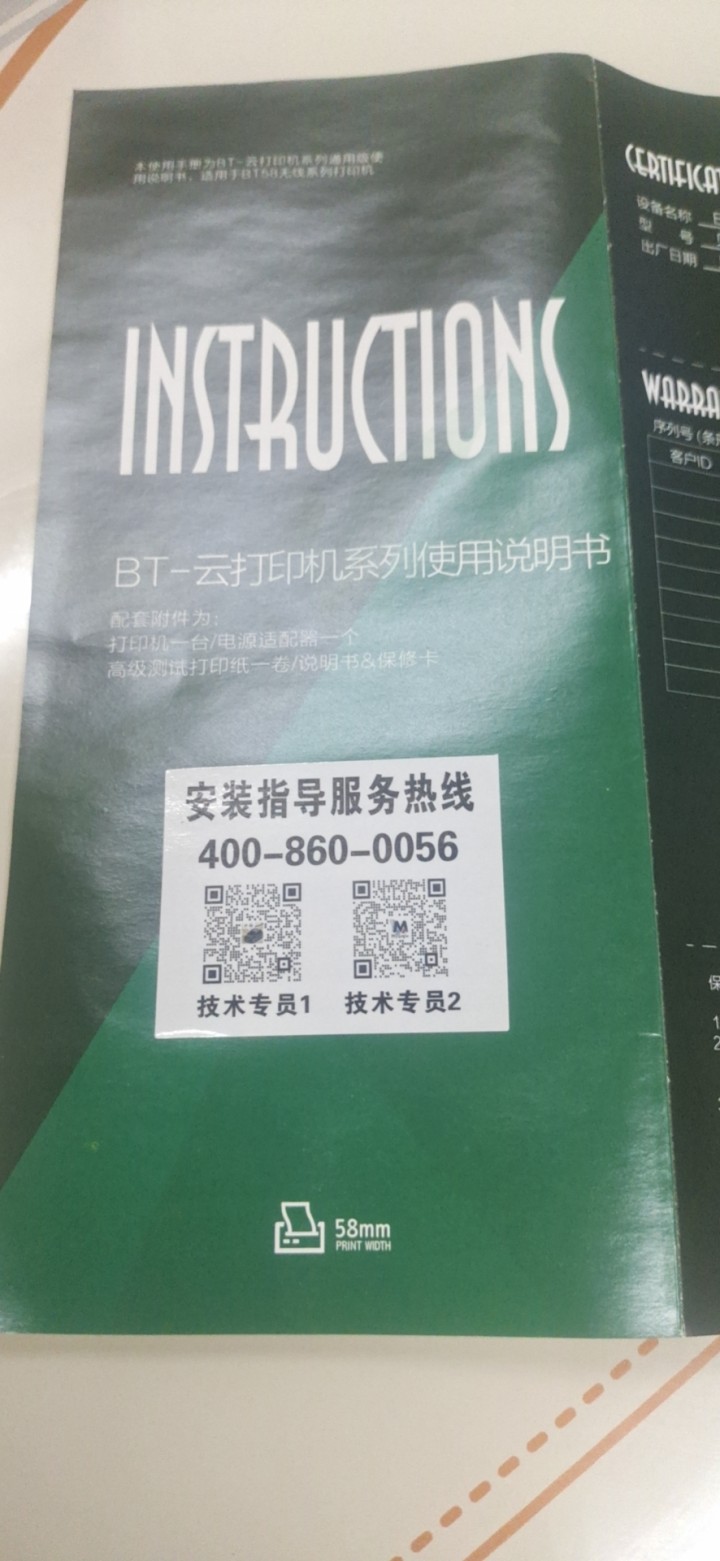 本使用手册为BT-云打印机系列通用版使
用说明书，适用于BT58无线系列打印机
INSTRUCTIONS
BT-云打印机系列使用说明书
配套附件为：
打印机一台/电源适配器一个
高级测试打印纸一卷/说明书&保修卡
安装指导服务热线
400-860-0056
M
技术专员1 技术专员2
58mm
PRINT WIDTH
CERTIFICA
设备名称
型 号
出厂日期
WARRA
序列号（条
客户ID
保
1
2